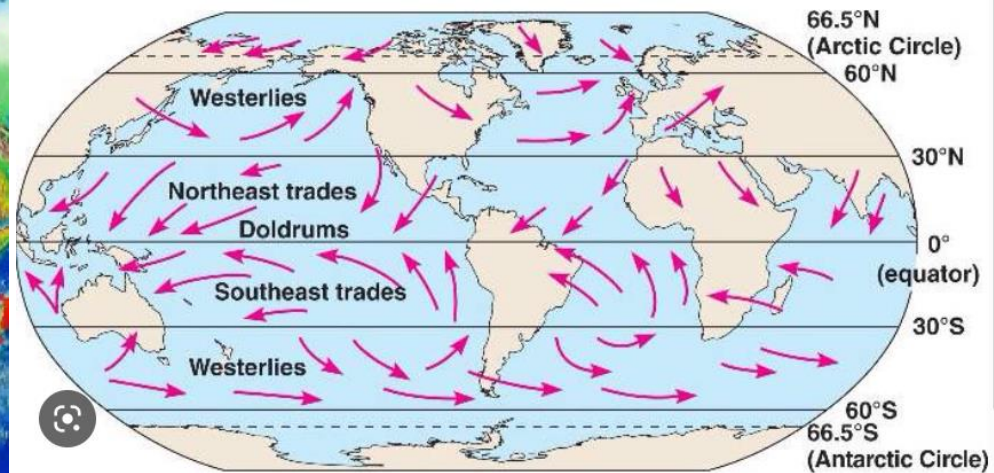 66.5°N
(Arctic Circle)
60°N
Westerlies
30°N
Northeast trades
Doldrums
0°
(equator)
Southeast trades
30°S
Westerlies
60°S
66.5°S
(Antarctic Circle)